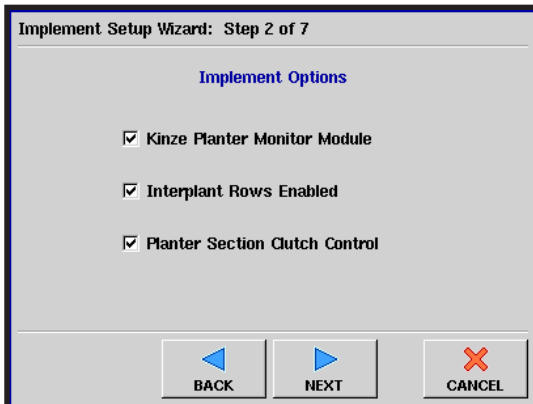 Implement Setup Wizard: Step 2 of 7
Implement Options
Kinze Planter Monitor Module
Interplant Rows Enabled
Planter Section Clutch Control
BACK
NEXT
CANCEL